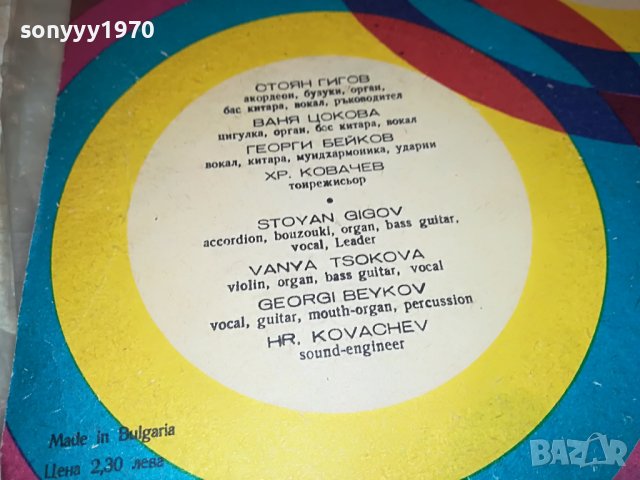 sonyyy1970
СТОЯН ГИГОВ
акордеон, бузуки, орган,
бас китара, вокал, ръководител
ВАНЯ ЦОКОВА
цигулка, орган, бас китара, вокал
ГЕОРГИ БЕЙКОВ
вокал, китара, мундхармоника, ударни
ХР. КОВАЧЕВ
тонрежисьор
•
STOYAN GIGOV
accordion, bouzouki, organ, bass guitar,
vocal, Leader
VANYA TSOKOVA
violin, organ, bass guitar, vocal
GEORGI BEYKOV
vocal, guitar, mouth-organ, percussion
HR. KOVACHEV
sound-engineer
Made in Bulgaria
Цена 2,30 лева
BAZAR